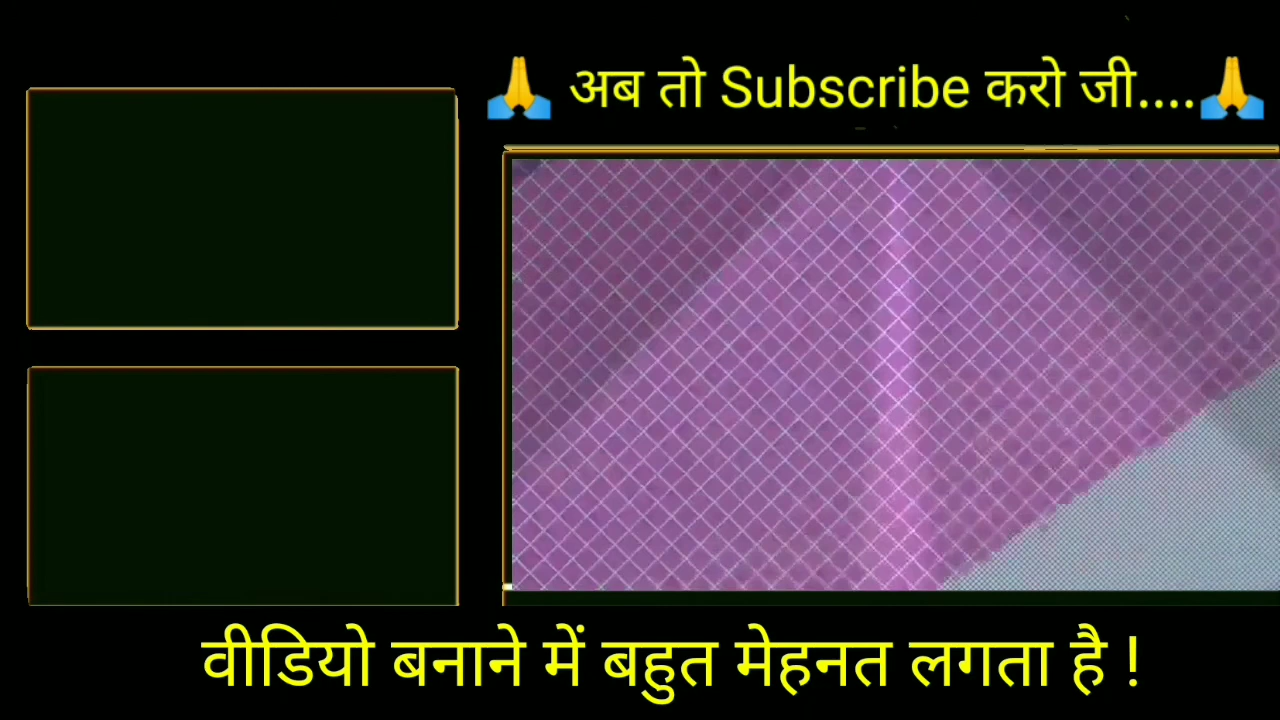 🙏 अब तो Subscribe करो जी....🙏
वीडियो बनाने में बहुत मेहनत लगता है !